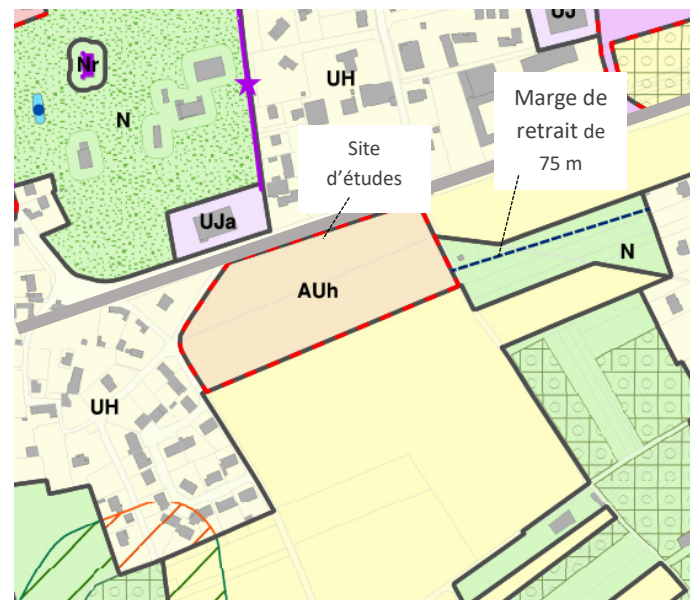 UJ
Nr
UH
N
Marge de
retrait de
75 m
Site
d'études
UJa
N
AUh
UH